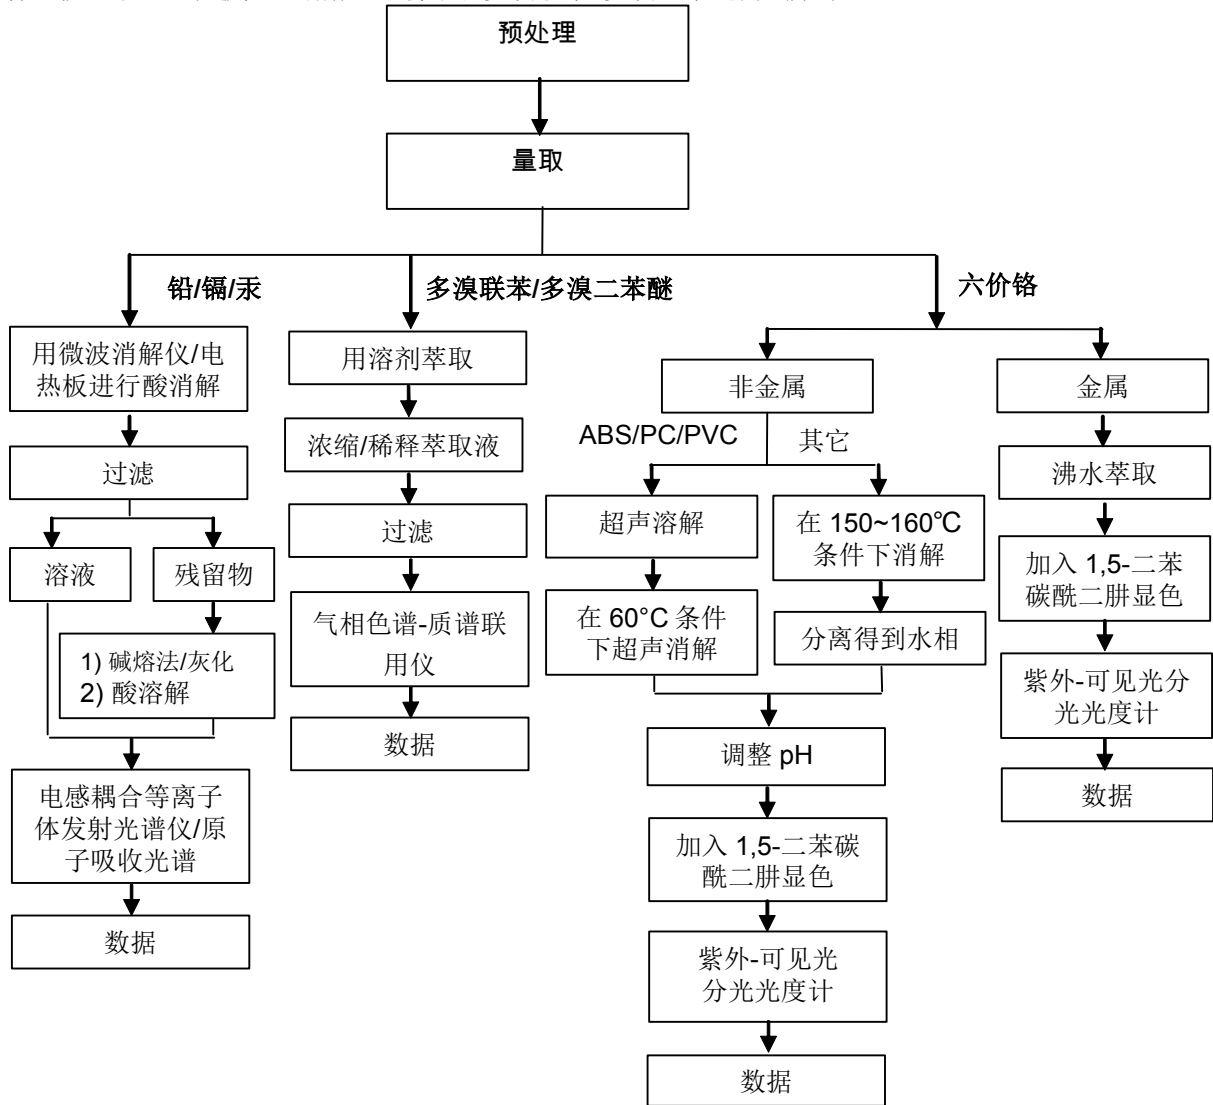 预处理
量取
铅/镉/汞
多溴联苯/多溴二苯醚
六价铬
用微波消解仪/电
热板进行酸消解
过滤
溶液
残留物
1) 碱熔法/灰化
2) 酸溶解
电感耦合等离子
体发射光谱仪/原
子吸收光谱
数据
用溶剂萃取
浓缩/稀释萃取液
过滤
气相色谱-质谱联
用仪
数据
非金属
ABS/PC/PVC
其它
超声溶解
在 60°C 条件
下超声消解
在 150~160℃
条件下消解
分离得到水相
调整 pH
加入 1,5-二苯碳
酰二肼显色
紫外-可见光
分光光度计
数据
金属
沸水萃取
加入 1,5-二苯
碳酰二肼显色
紫外-可见光分
光光度计
数据